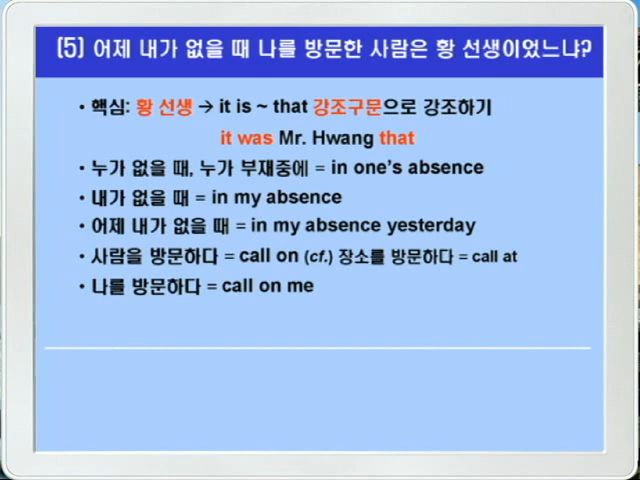 (5) 어제 내가 없을 때 나를 방문한 사람은 황 선생이었느냐?
• 핵심: 황 선생 → it is ~ that 강조구문으로 강조하기
it was Mr. Hwang that
• 누가 없을 때, 누가 부재중에 = in one's absence
• 내가 없을 때 = in my absence
• 어제 내가 없을 때 = in my absence yesterday
• 사람을 방문하다 = call on (cf.) 장소를 방문하다 = call at
• 나를 방문하다 = call on me